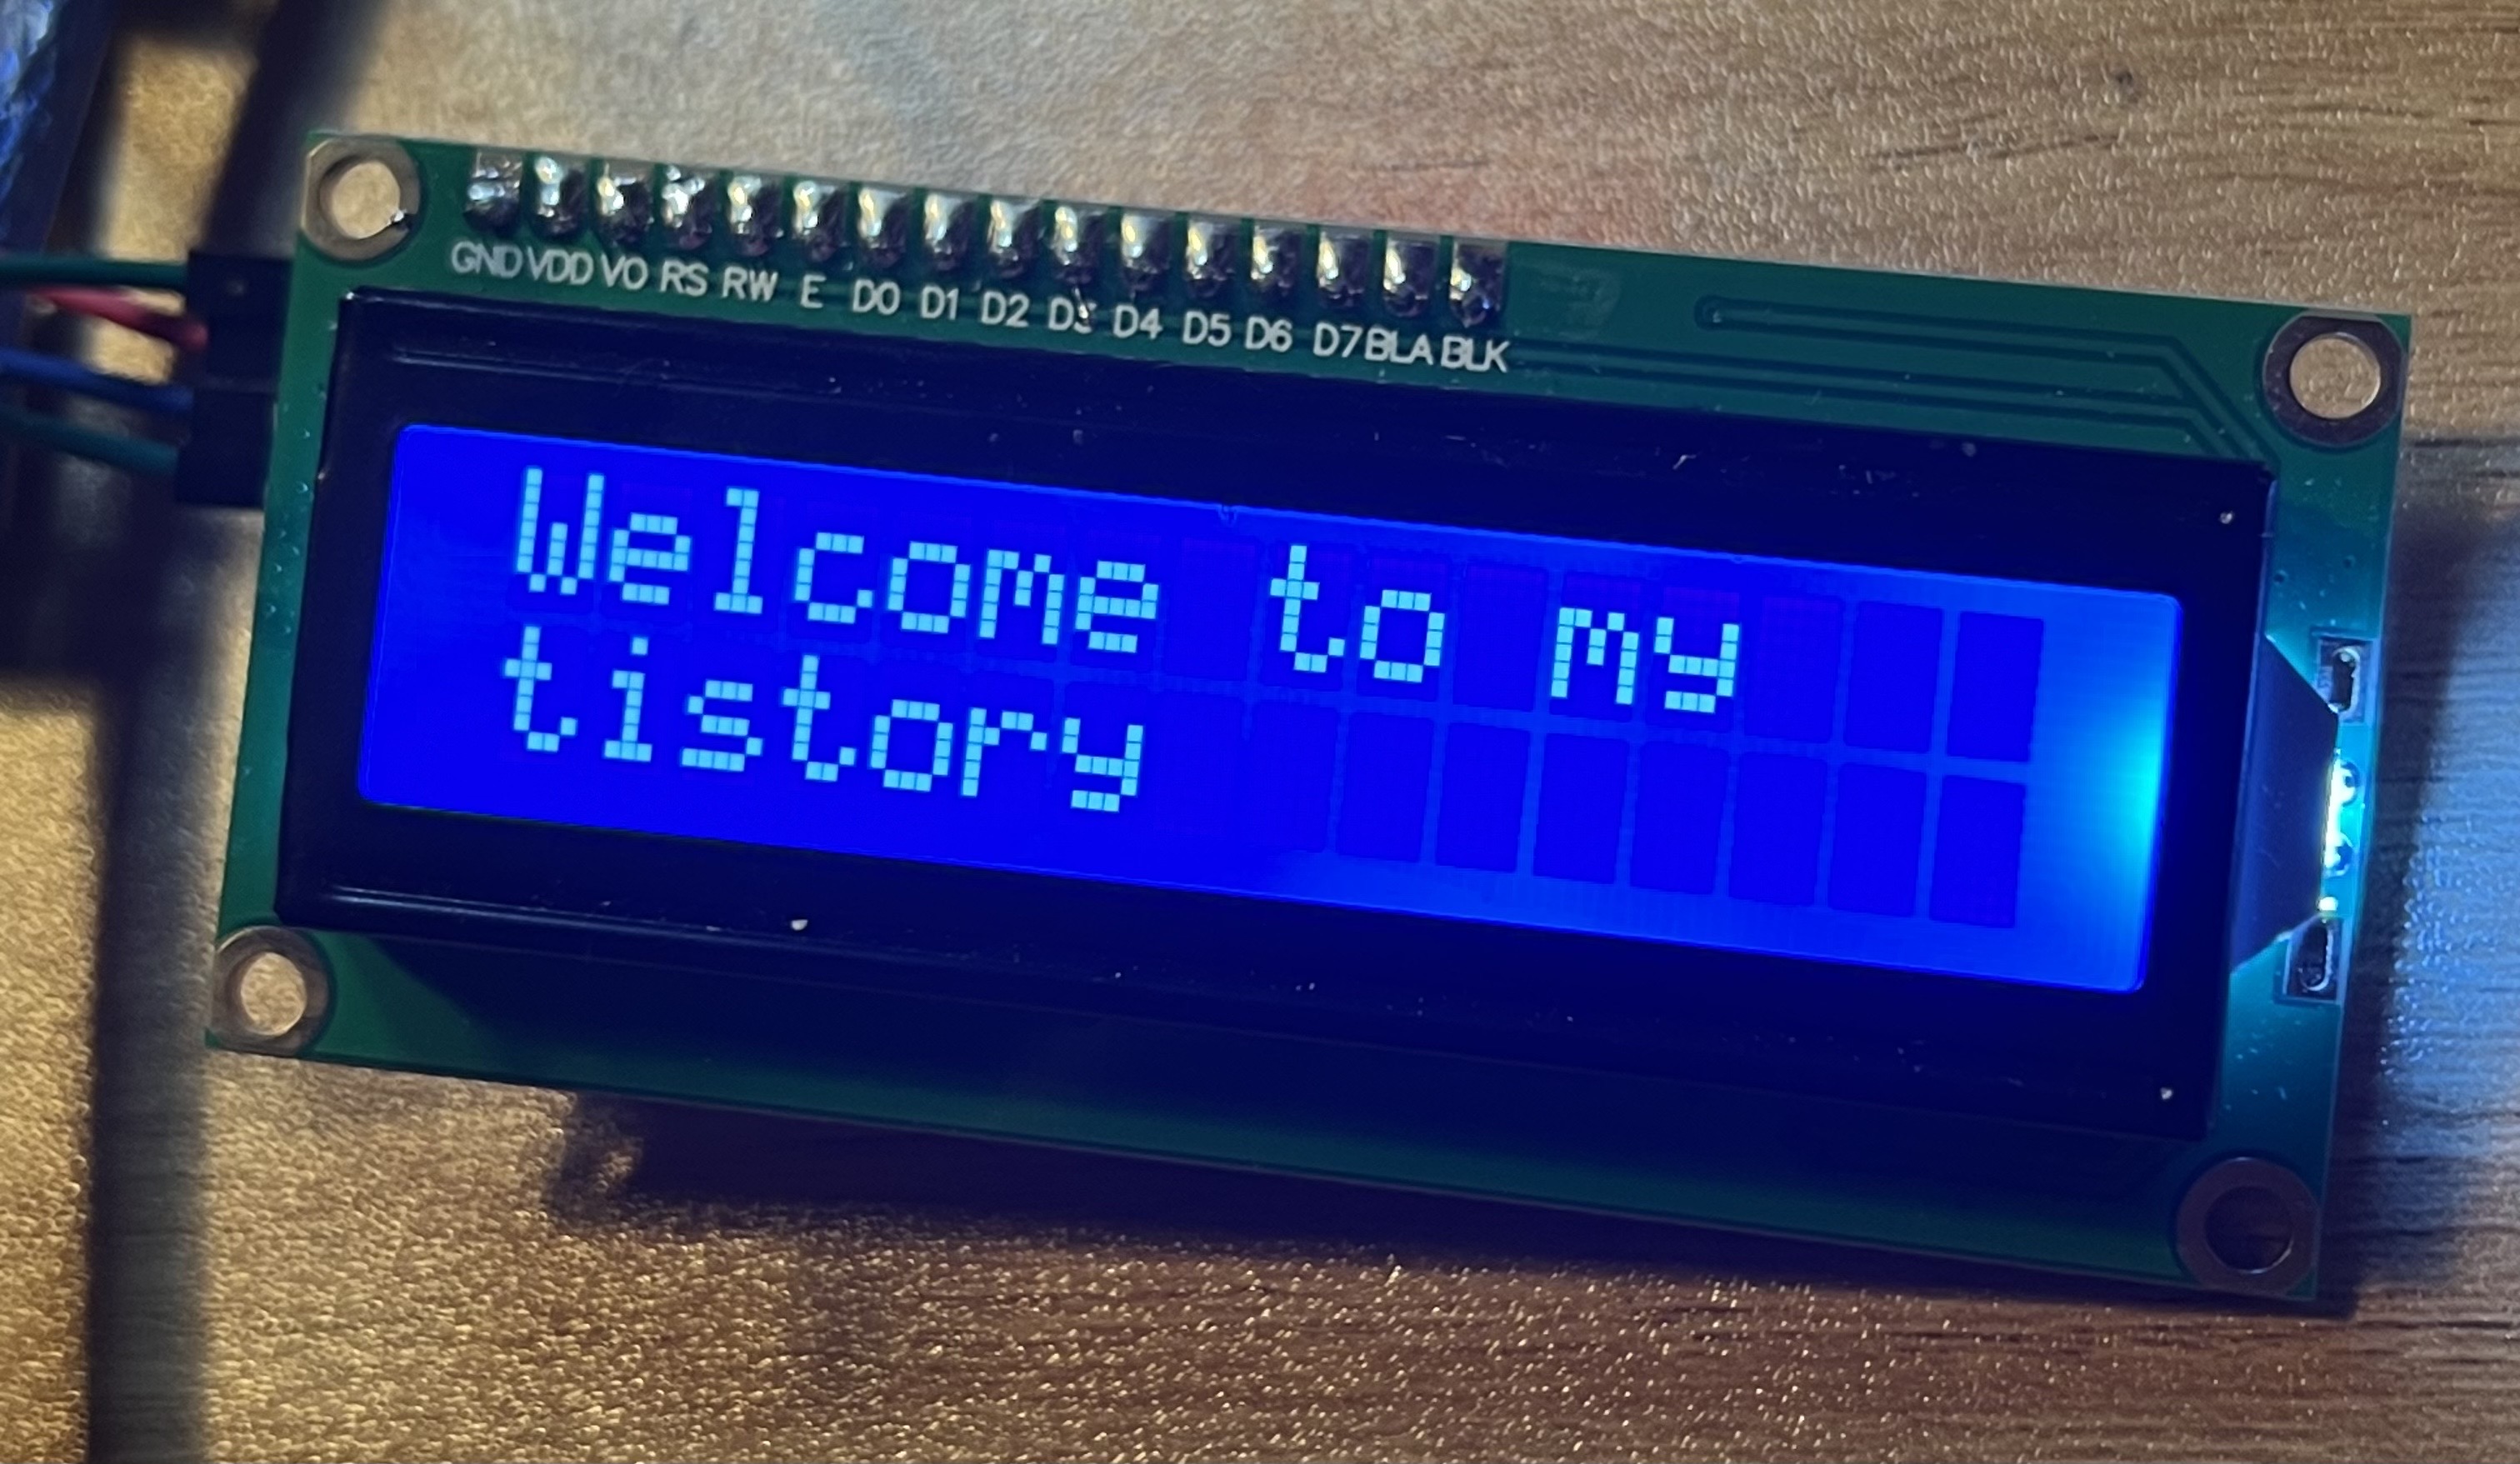 GND VDD VO RS RW E D0 D1 D2 D3 D4 D5 D6 D7 BLA BLK
Welcome to my
tistory